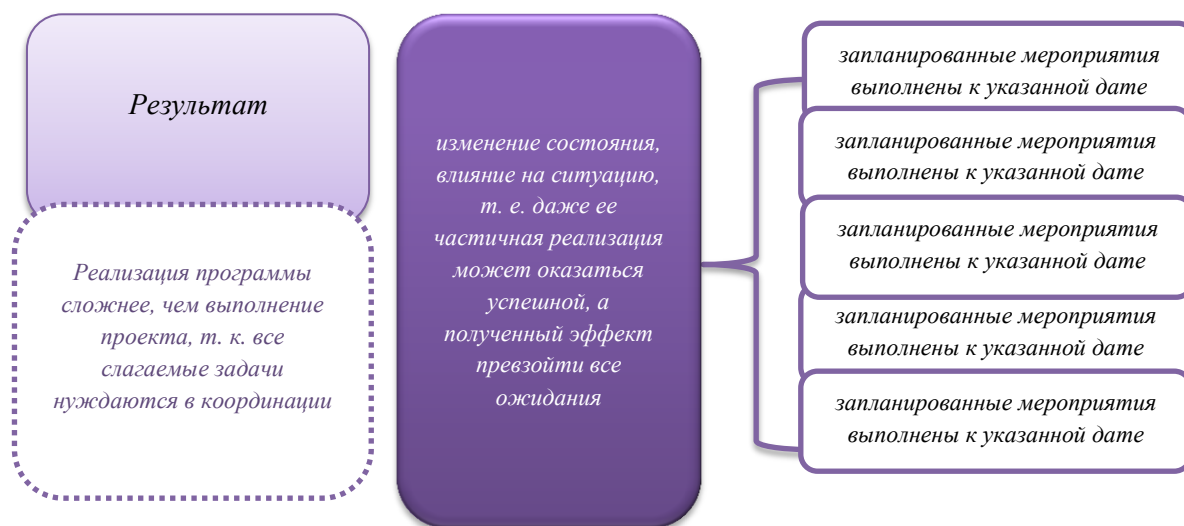 Результат
Реализация программы
сложнее, чем выполнение
проекта, т. к. все
слагаемые задачи
нуждаются в координации
изменение состояния,
влияние на ситуацию,
т. е. даже ее
частичная реализация
может оказаться
успешной, а
полученный эффект
превзойти все
ожидания
запланированные мероприятия
выполнены к указанной дате
запланированные мероприятия
выполнены к указанной дате
запланированные мероприятия
выполнены к указанной дате
запланированные мероприятия
выполнены к указанной дате
запланированные мероприятия
выполнены к указанной дате